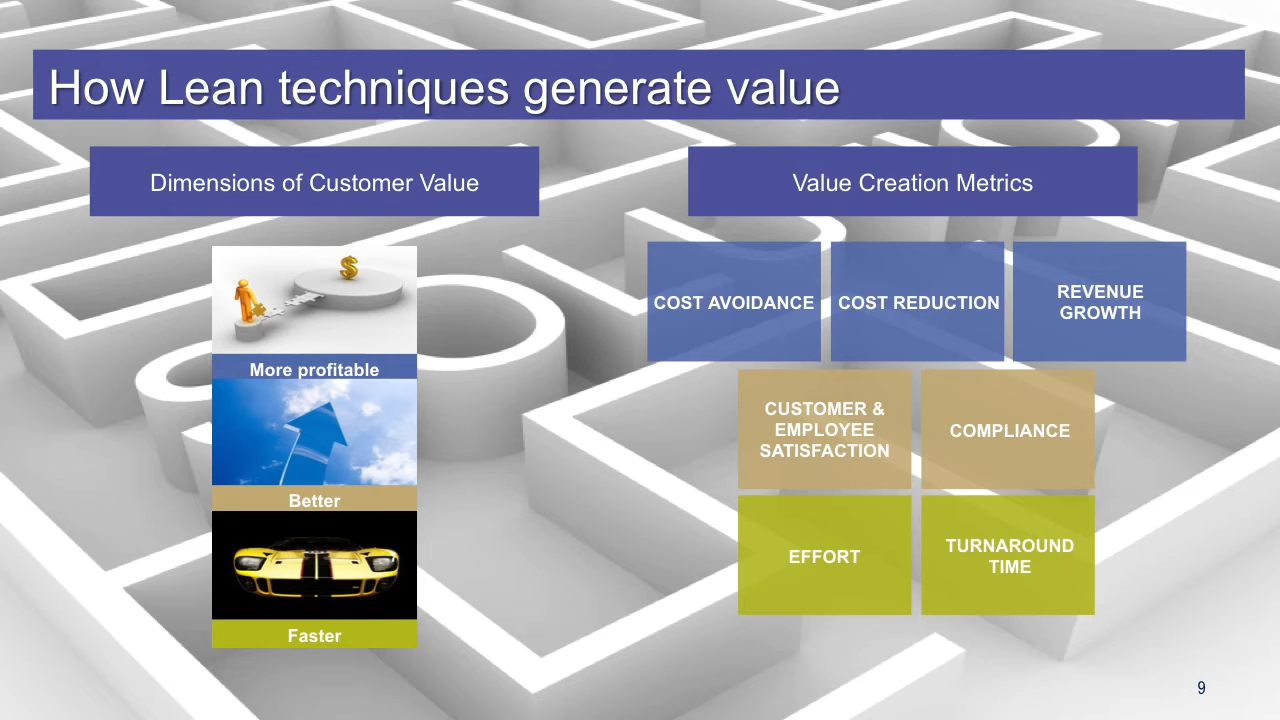 How Lean techniques generate value
Dimensions of Customer Value
More profitable
Better
Faster
Value Creation Metrics
COST AVOIDANCE
COST REDUCTION
REVENUE
GROWTH
CUSTOMER &
EMPLOYEE
SATISFACTION
COMPLIANCE
EFFORT
TURNAROUND
TIME
9